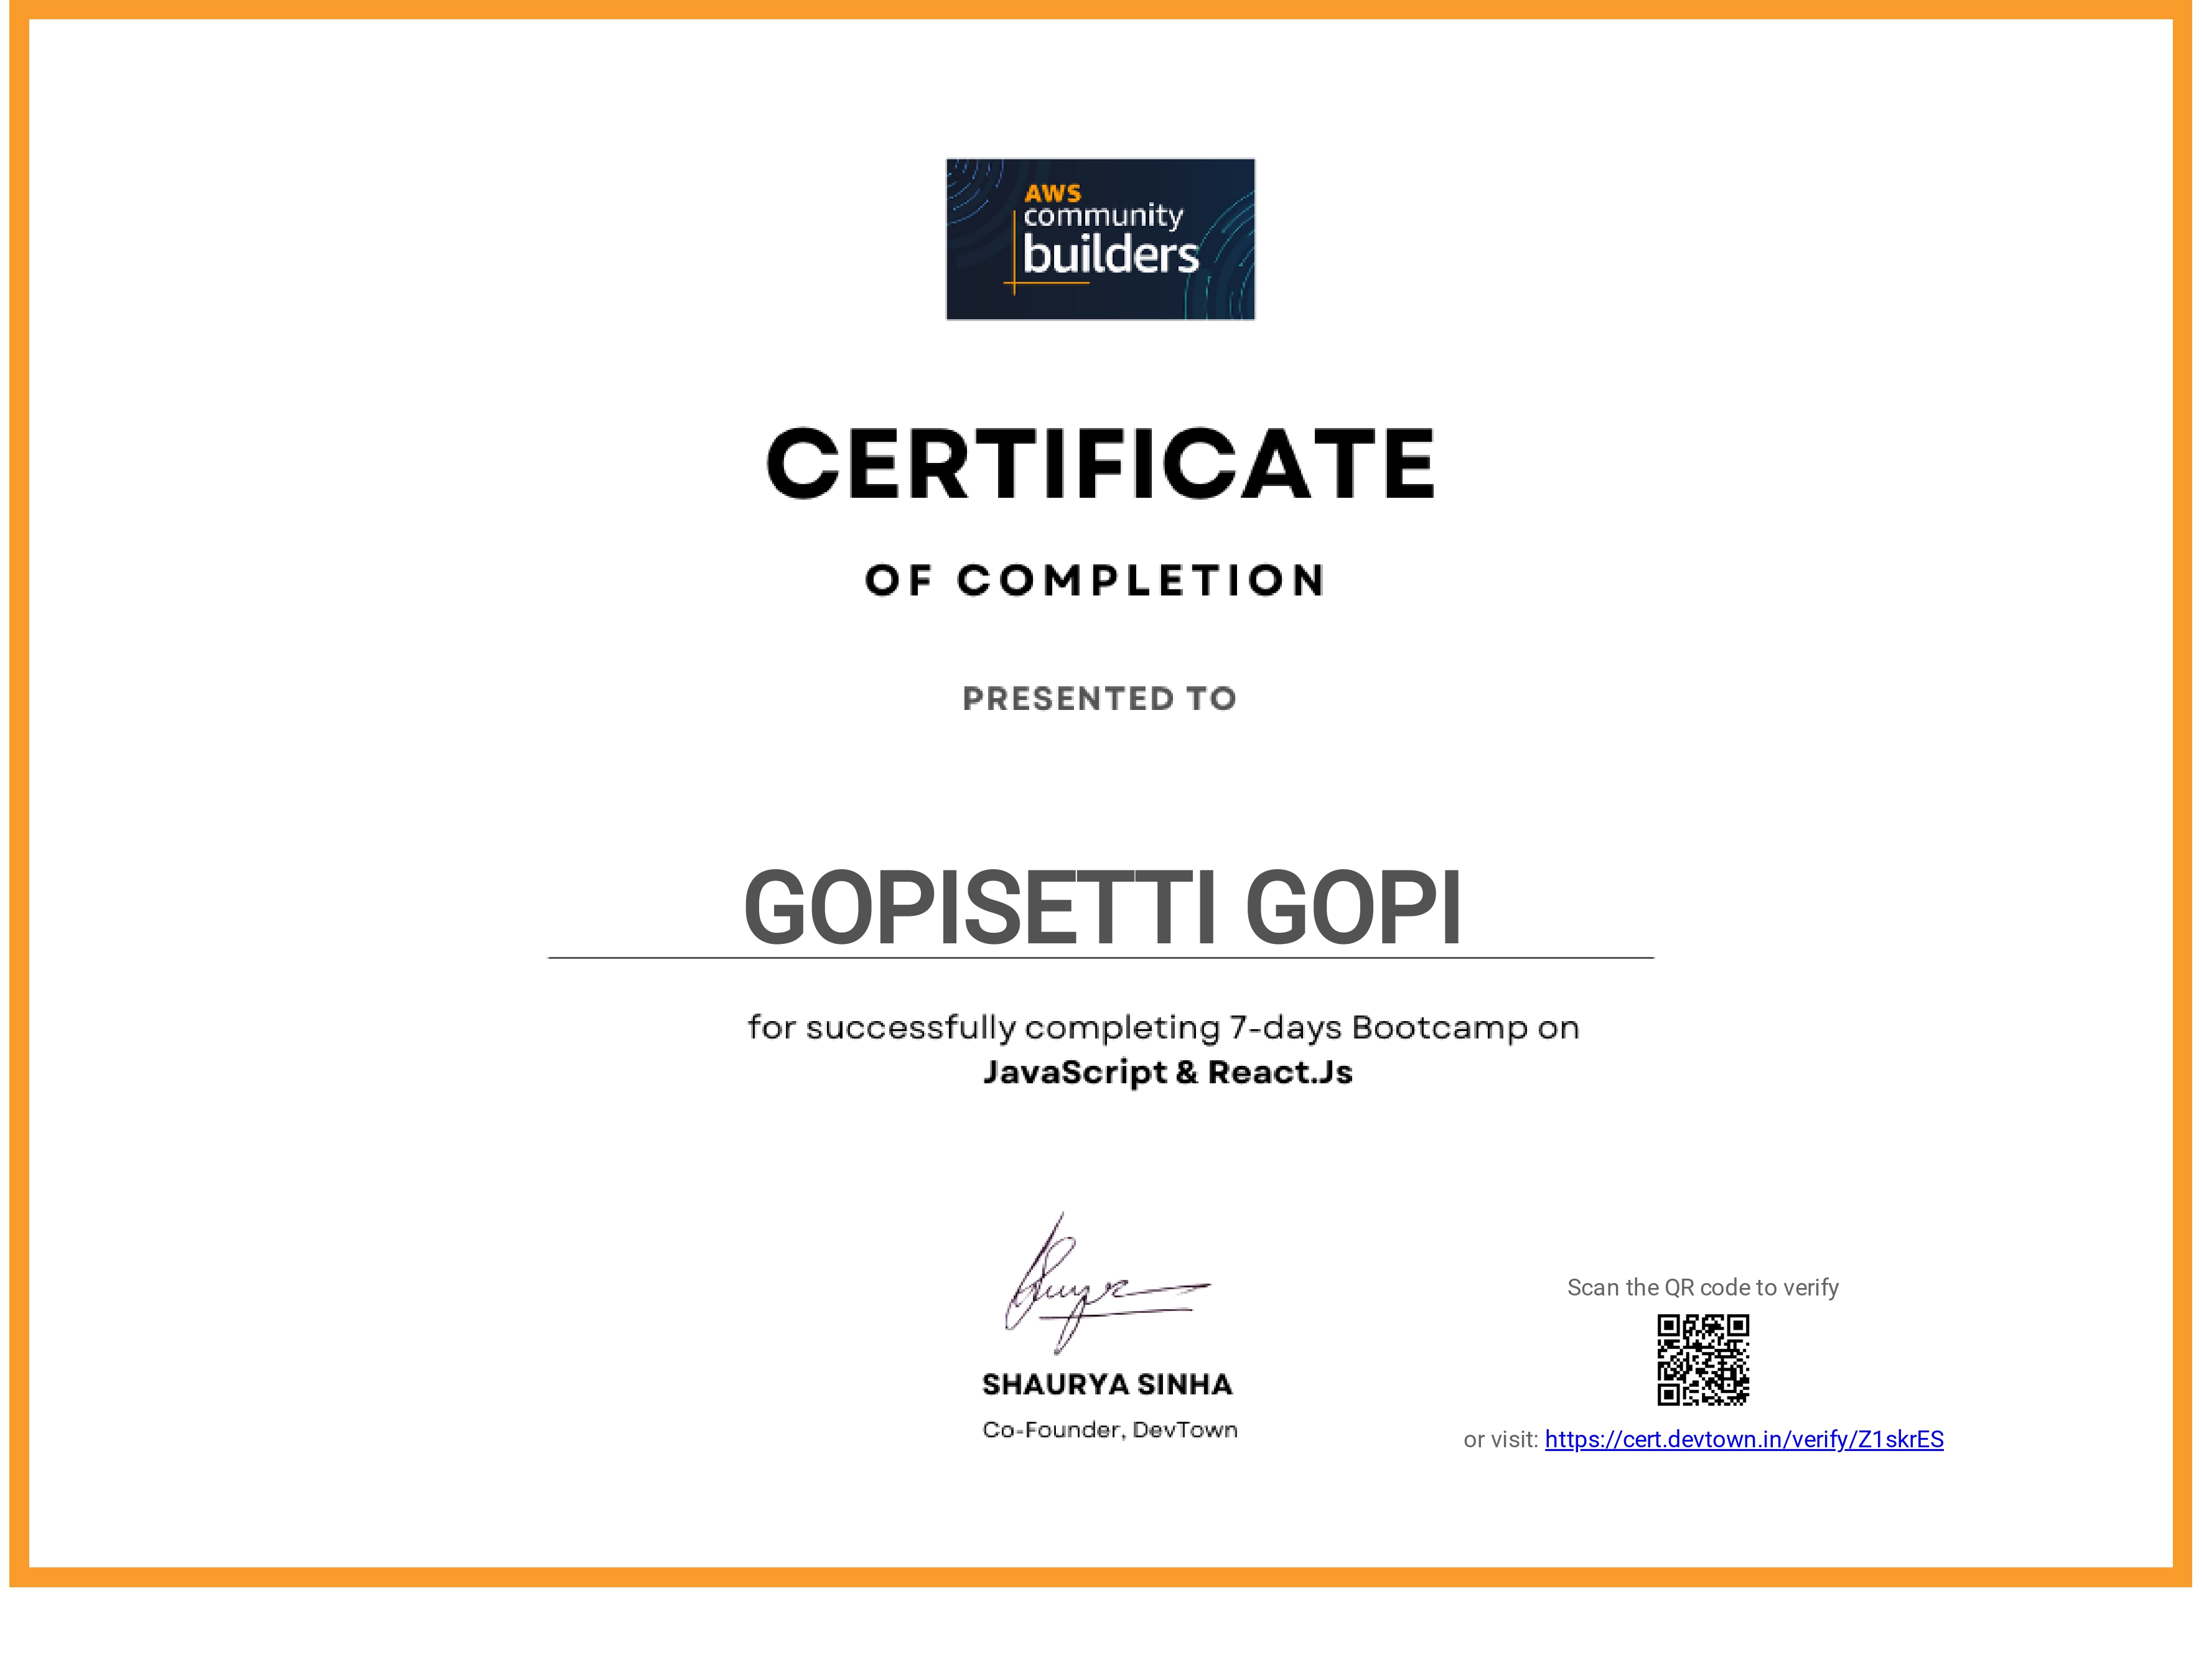 AWS
community
builders
CERTIFICATE
OF COMPLETION
PRESENTED TO
GOPISETTI GOPI
for successfully completing 7-days Bootcamp on
JavaScript & React.Js
SHAURYA SINHA
Co-Founder, DevTown
Scan the QR code to verify
or visit: https://cert.devtown.in/verify/Z1skrES